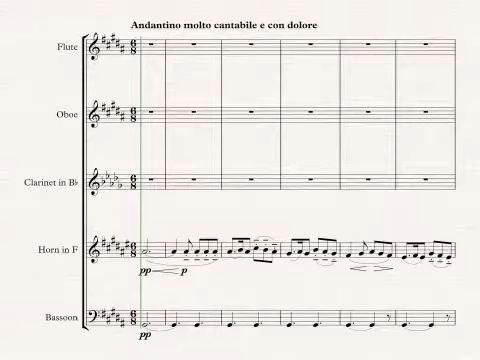 Andantino molto cantabile e con dolore
Flute
Oboe
Clarinet in B♭
Horn in F
pp p
Bassoon
pp